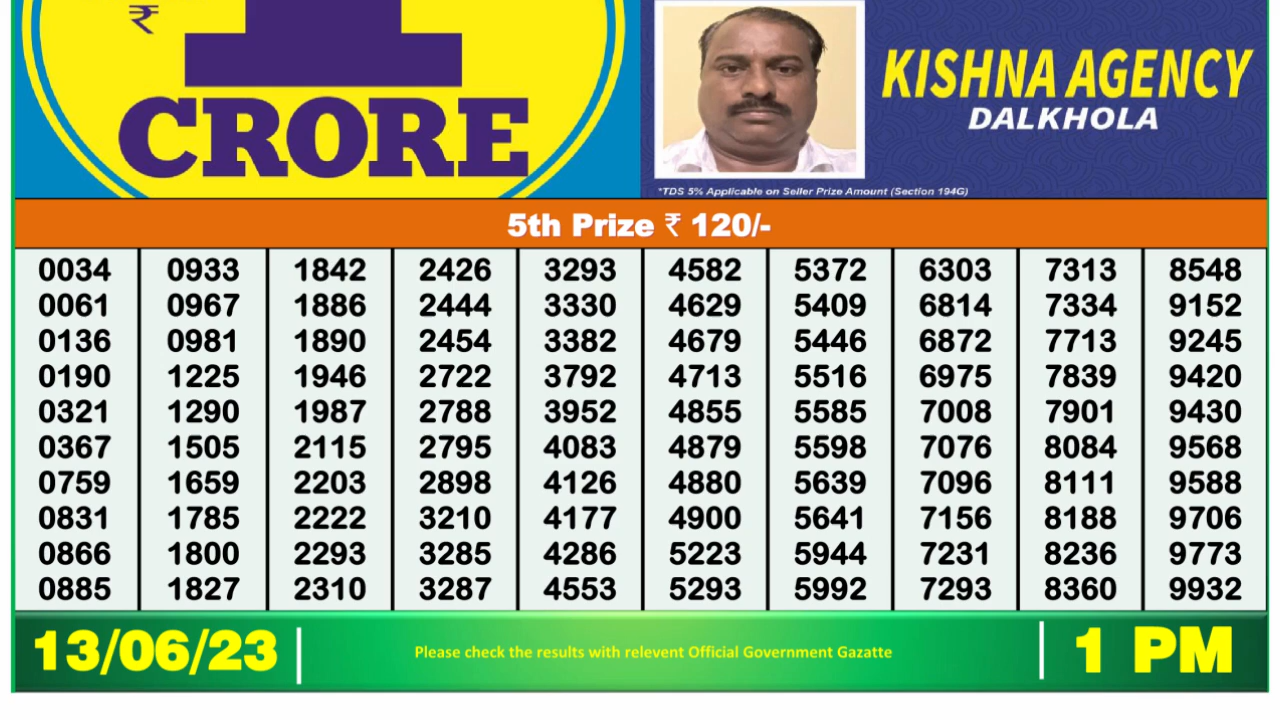 ₹ 1
CRORE
KISHNA AGENCY
DALKHOLA
*TDS 5% Applicable on Seller Prize Amount (Section 194G)
5th Prize ₹ 120/-
0034 0933 1842 2426 3293 4582 5372 6303 7313 8548
0061 0967 1886 2444 3330 4629 5409 6814 7334 9152
0136 0981 1890 2454 3382 4679 5446 6872 7713 9245
0190 1225 1946 2722 3792 4713 5516 6975 7839 9420
0321 1290 1987 2788 3952 4855 5585 7008 7901 9430
0367 1505 2115 2795 4083 4879 5598 7076 8084 9568
0759 1659 2203 2898 4126 4880 5639 7096 8111 9588
0831 1785 2222 3210 4177 4900 5641 7156 8188 9706
0866 1800 2293 3285 4286 5223 5944 7231 8236 9773
0885 1827 2310 3287 4553 5293 5992 7293 8360 9932
13/06/23 Please check the results with relevent Official Government Gazatte 1 PM